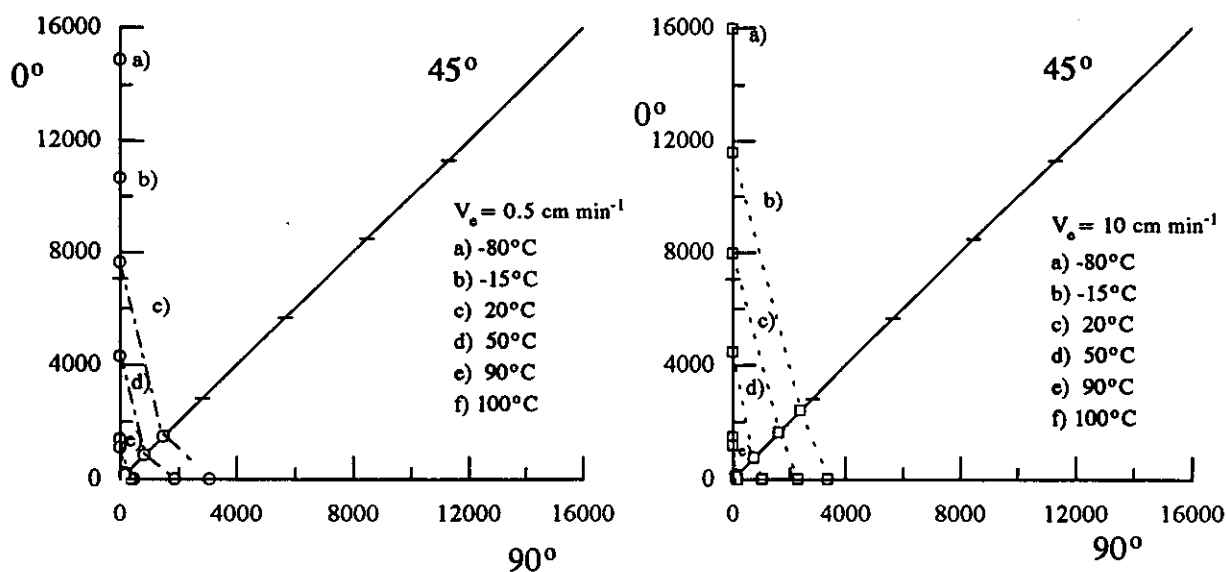 16000
0°
12000
8000
4000
0
a)
b)
c)
d)
e)
45°
V_e = 0.5 cm min⁻¹
a) -80°C
b) -15°C
c) 20°C
d) 50°C
e) 90°C
f) 100°C
0 4000 8000 12000 16000
90°
16000
0°
12000
8000
4000
0
a)
b)
c)
d)
e
45°
V_e = 10 cm min⁻¹
a) -80°C
b) -15°C
c) 20°C
d) 50°C
e) 90°C
f) 100°C
0 4000 8000 12000 16000
90°